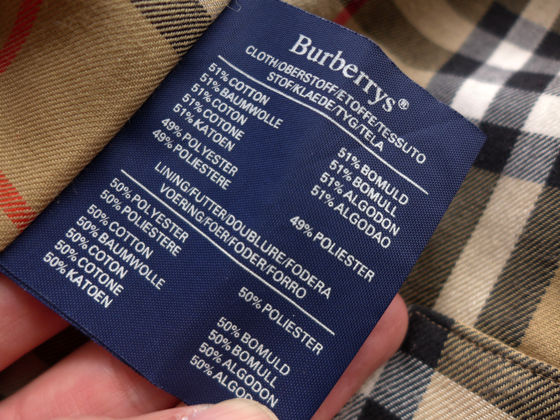 Burberrys®
CLOTH/OBERSTOFF/ETOFFE/TESSUTO
STOF/KLAEDE/TYG/TELA
51% COTTON
51% BAUMWOLLE
51% COTON
51% COTONE
51% KATOEN
49% POLYESTER
49% POLIESTERE
51% BOMULD
51% BOMULL
51% ALGODON
51% ALGODAO
49% POLIESTER
LINING/FUTTER/DOUBLURE/FODERA
VOERING/FOER/FODER/FORRO
50% POLYESTER
50% POLIESTERE
50% COTTON
50% BAUMWOLLE
50% COTON
50% COTONE
50% KATOEN
50% POLIESTER
50% BOMULD
50% BOMULL
50% ALGODON